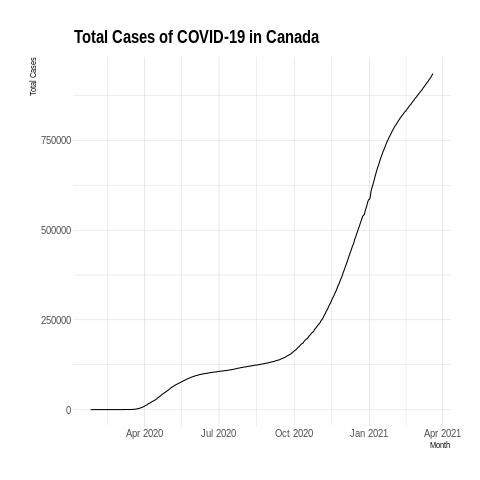 Total Cases of COVID-19 in Canada
Total Cases
750000
500000
250000
0
Apr 2020 Jul 2020 Oct 2020 Jan 2021 Apr 2021
Month